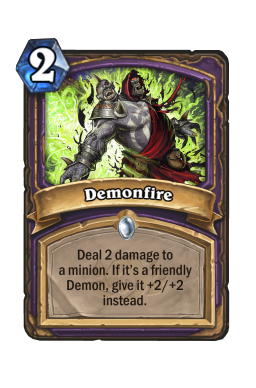 2
Demonfire
Deal 2 damage to
a minion. If it's a friendly
Demon, give it +2/+2
instead.